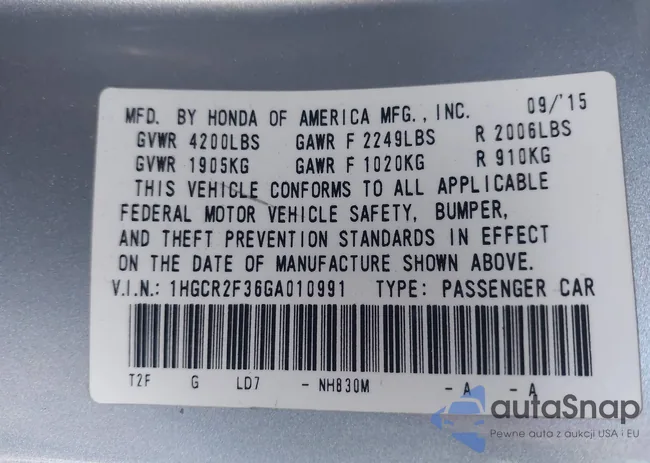 MFD. BY HONDA OF AMERICA MFG., INC. 09/'15
GVWR 4200LBS GAWR F 2249LBS R 2006LBS
GVWR 1905KG GAWR F 1020KG R 910KG
THIS VEHICLE CONFORMS TO ALL APPLICABLE
FEDERAL MOTOR VEHICLE SAFETY, BUMPER,
AND THEFT PREVENTION STANDARDS IN EFFECT
ON THE DATE OF MANUFACTURE SHOWN ABOVE.
V.I.N.: 1HGCR2F36GA010991 TYPE: PASSENGER CAR
T2F G LD7 - NH830M - A - A
autaSnap
Pewne auta z aukcji USA i EU